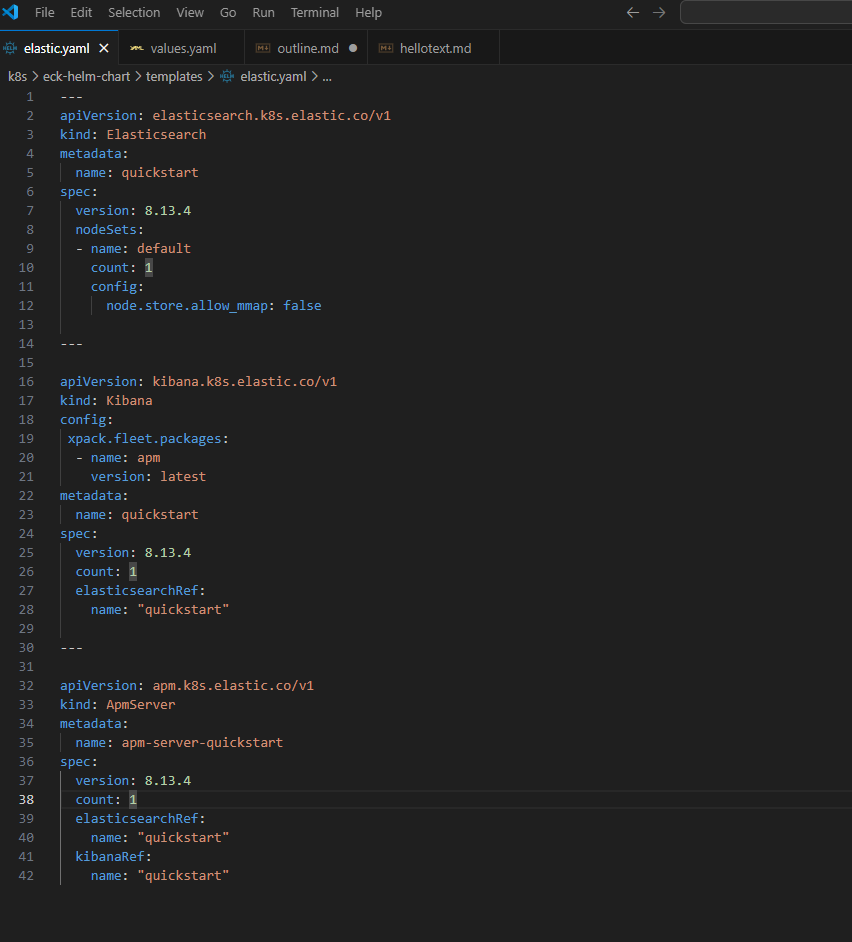 File Edit Selection View Go Run Terminal Help
elastic.yaml values.yaml outline.md hellotext.md
k8s > eck-helm-chart > templates > elastic.yaml > ...
1 ---
2 apiVersion: elasticsearch.k8s.elastic.co/v1
3 kind: Elasticsearch
4 metadata:
5   name: quickstart
6 spec:
7   version: 8.13.4
8   nodeSets:
9   - name: default
10     count: 1
11     config:
12       node.store.allow_mmap: false
13
14 ---
15
16 apiVersion: kibana.k8s.elastic.co/v1
17 kind: Kibana
18 config:
19  xpack.fleet.packages:
20   - name: apm
21     version: latest
22 metadata:
23   name: quickstart
24 spec:
25   version: 8.13.4
26   count: 1
27   elasticsearchRef:
28     name: "quickstart"
29
30 ---
31
32 apiVersion: apm.k8s.elastic.co/v1
33 kind: ApmServer
34 metadata:
35   name: apm-server-quickstart
36 spec:
37   version: 8.13.4
38   count: 1
39   elasticsearchRef:
40     name: "quickstart"
41   kibanaRef:
42     name: "quickstart"